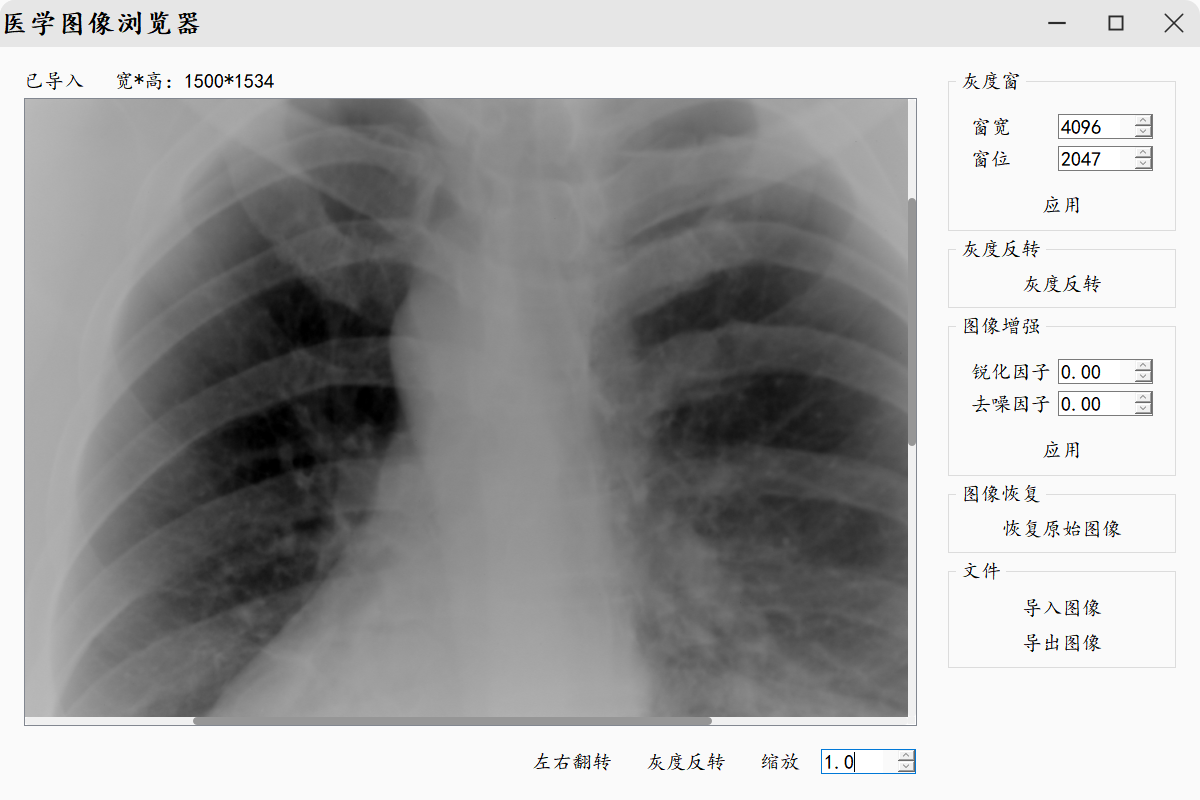 医学图像浏览器
已导入 宽*高：1500*1534
灰度窗
窗宽 4096
窗位 2047
应用
灰度反转
灰度反转
图像增强
锐化因子 0.00
去噪因子 0.00
应用
图像恢复
恢复原始图像
文件
导入图像
导出图像
左右翻转 灰度反转 缩放 1.0